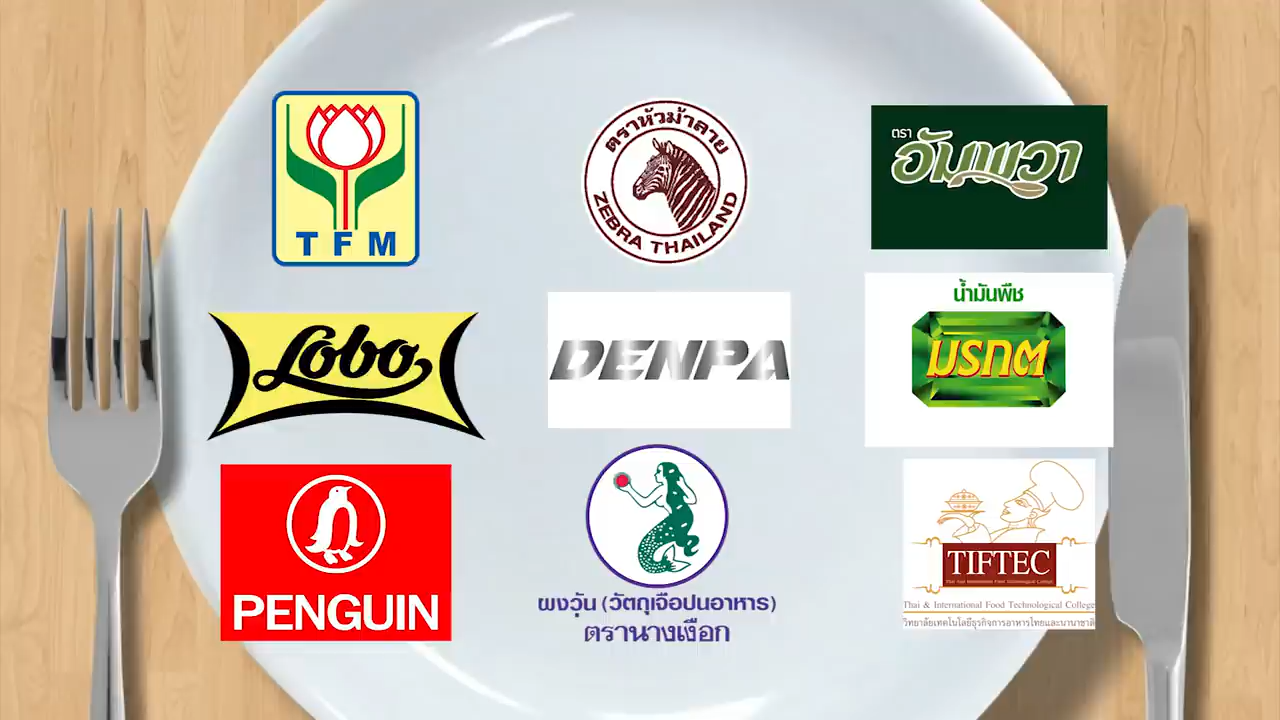 TFM
ตราหัวม้าลาย
ZEBRA THAILAND
ตรา
อัมพวา
Lobo
DENPA
น้ำมันพืช
มรกต
PENGUIN
ผงวุ้น (วัตถุเจือปนอาหาร)
ตรานางเงือก
TIFTEC
Thai & International Food Technological College
วิทยาลัยเทคโนโลยีธุรกิจการอาหารไทยและนานาชาติ